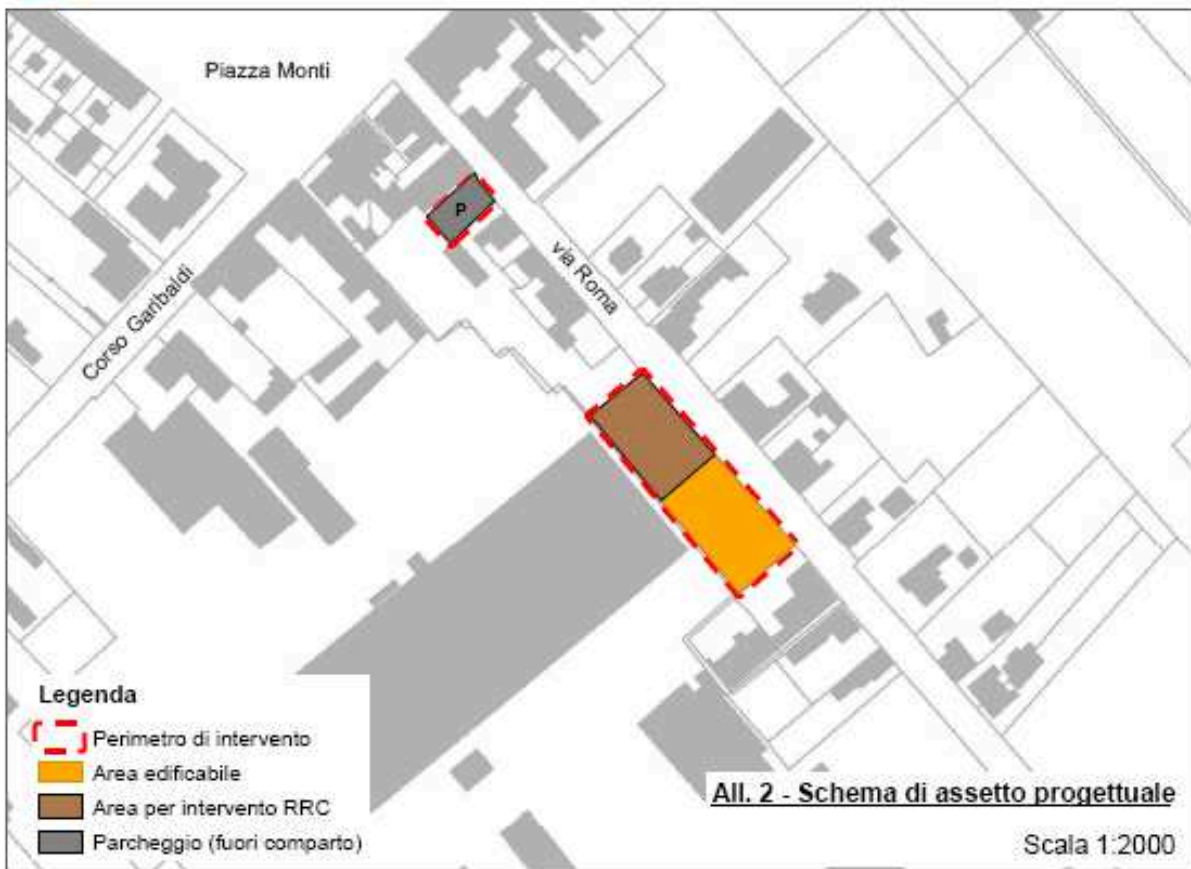 Piazza Monti
P
via Roma
Corso Garibaldi
Legenda
Perimetro di intervento
Area edificabile
Area per intervento RRC
Parcheggio (fuori comparto)
All. 2 - Schema di assetto progettuale
Scala 1:2000